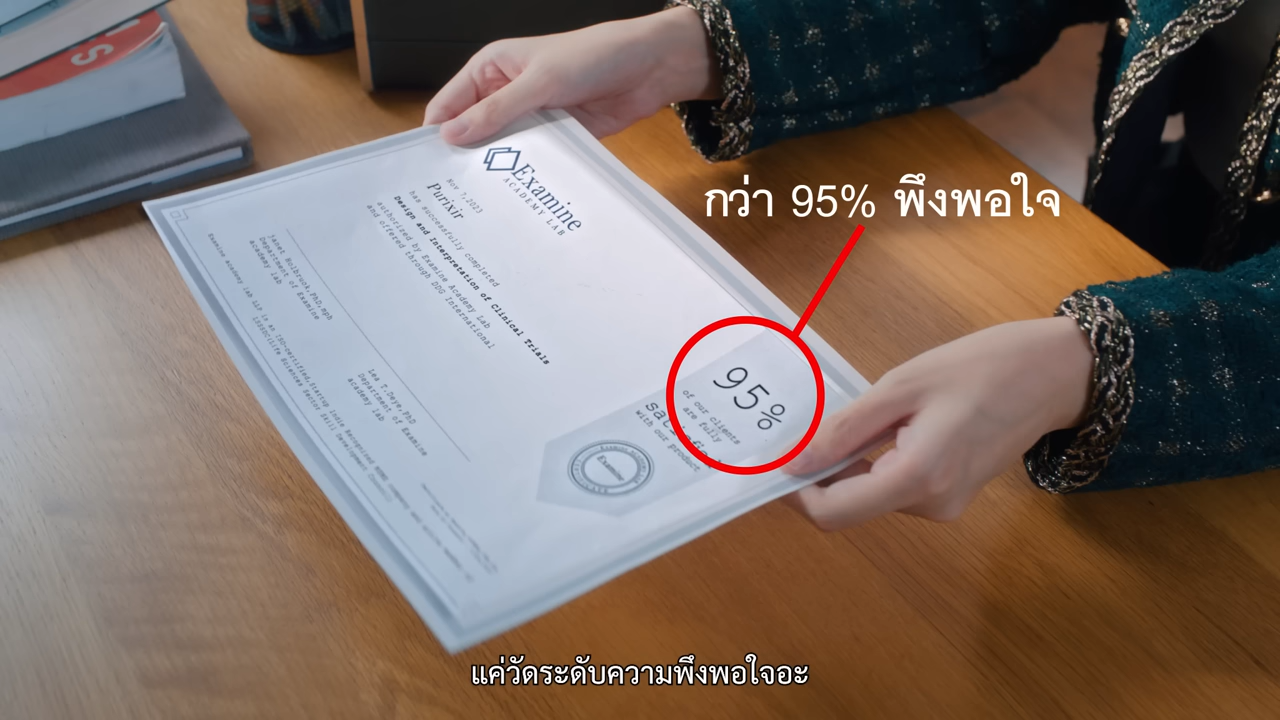 กว่า 95% พึงพอใจ
Examine
ACADEMY LAB
Nov 7, 2023
Purixir
has successfully completed
Design and Interpretation of Clinical Trials
authorized by Examine Academy Lab
and offered through DDG International
95%
of our clients
are fully
satisfied
with our product
Janet Holbrook, PhD, mph
Department of Examine
academy lab
Lea T. Deye, PhD
Department of Examine
academy lab
Examine
แค่วัดระดับความพึงพอใจอะ